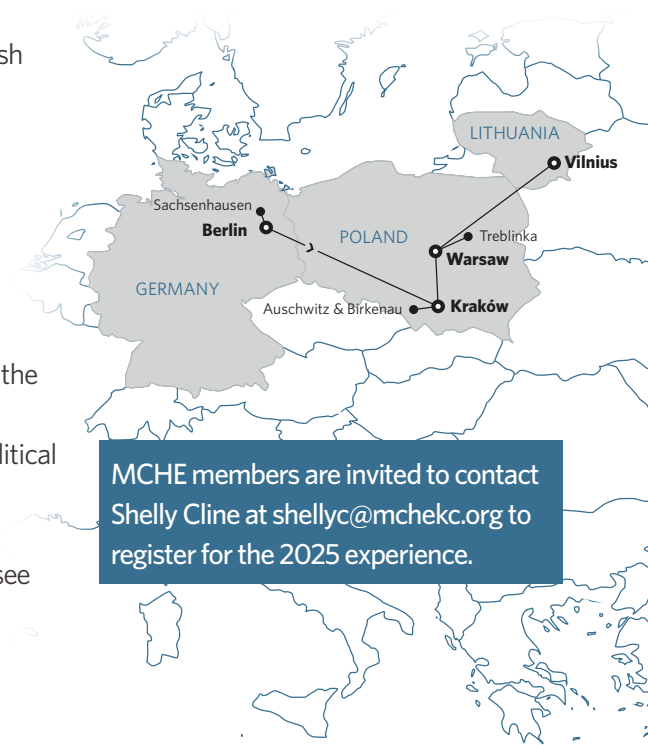 sh
LITHUANIA
Vilnius
Sachsenhausen
Berlin
POLAND
Treblinka
Warsaw
GERMANY
Auschwitz & Birkenau
Kraków
the
litical
MCHE members are invited to contact
Shelly Cline at shellyc@mchekc.org to
register for the 2025 experience.
see